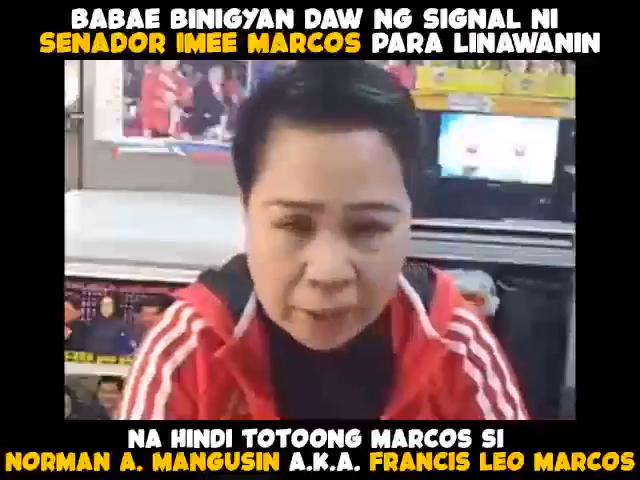 BABAE BINIGYAN DAW NG SIGNAL NI
SENADOR IMEE MARCOS PARA LINAWANIN
NA HINDI TOTOONG MARCOS SI
NORMAN A. MANGUSIN A.K.A. FRANCIS LEO MARCOS